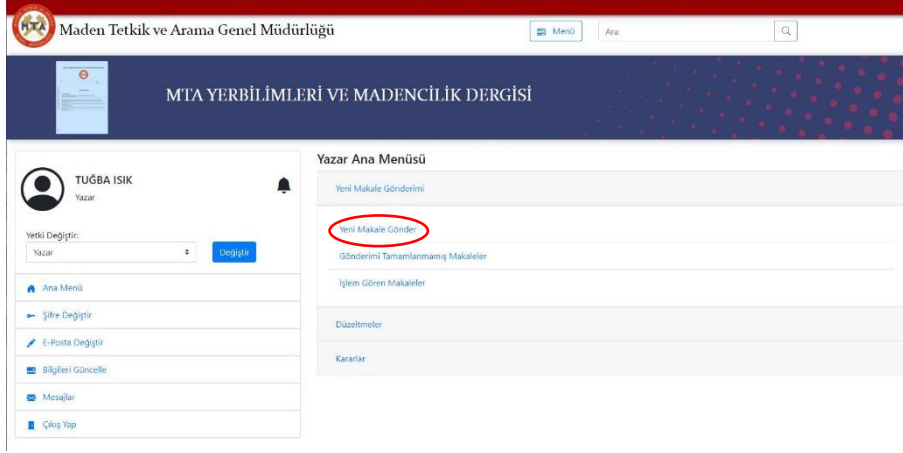 MTA
Maden Tetkik ve Arama Genel Müdürlüğü
Menü
Ara
MTA YERBİLİMLERİ VE MADENCİLİK DERGİSİ
TUĞBA ISIK
Yazar
Yetki Değiştir:
Yazar
Değiştir
Ana Menü
Şifre Değiştir
E-Posta Değiştir
Bilgileri Güncelle
Mesajlar
Çıkış Yap
Yazar Ana Menüsü
Yeni Makale Gönderimi
Yeni Makale Gönder
Gönderimi Tamamlanmamış Makaleler
İşlem Gören Makaleler
Düzeltmeler
Kararlar